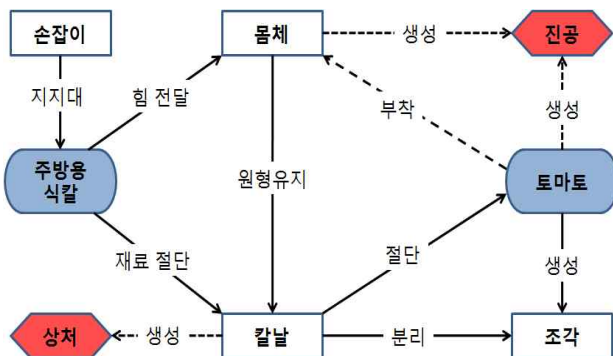 손잡이
몸체
생성
진공
지지대
힘 전달
부착
생성
주방용
식칼
원형유지
토마토
재료 절단
절단
생성
상처
생성
칼날
분리
조각